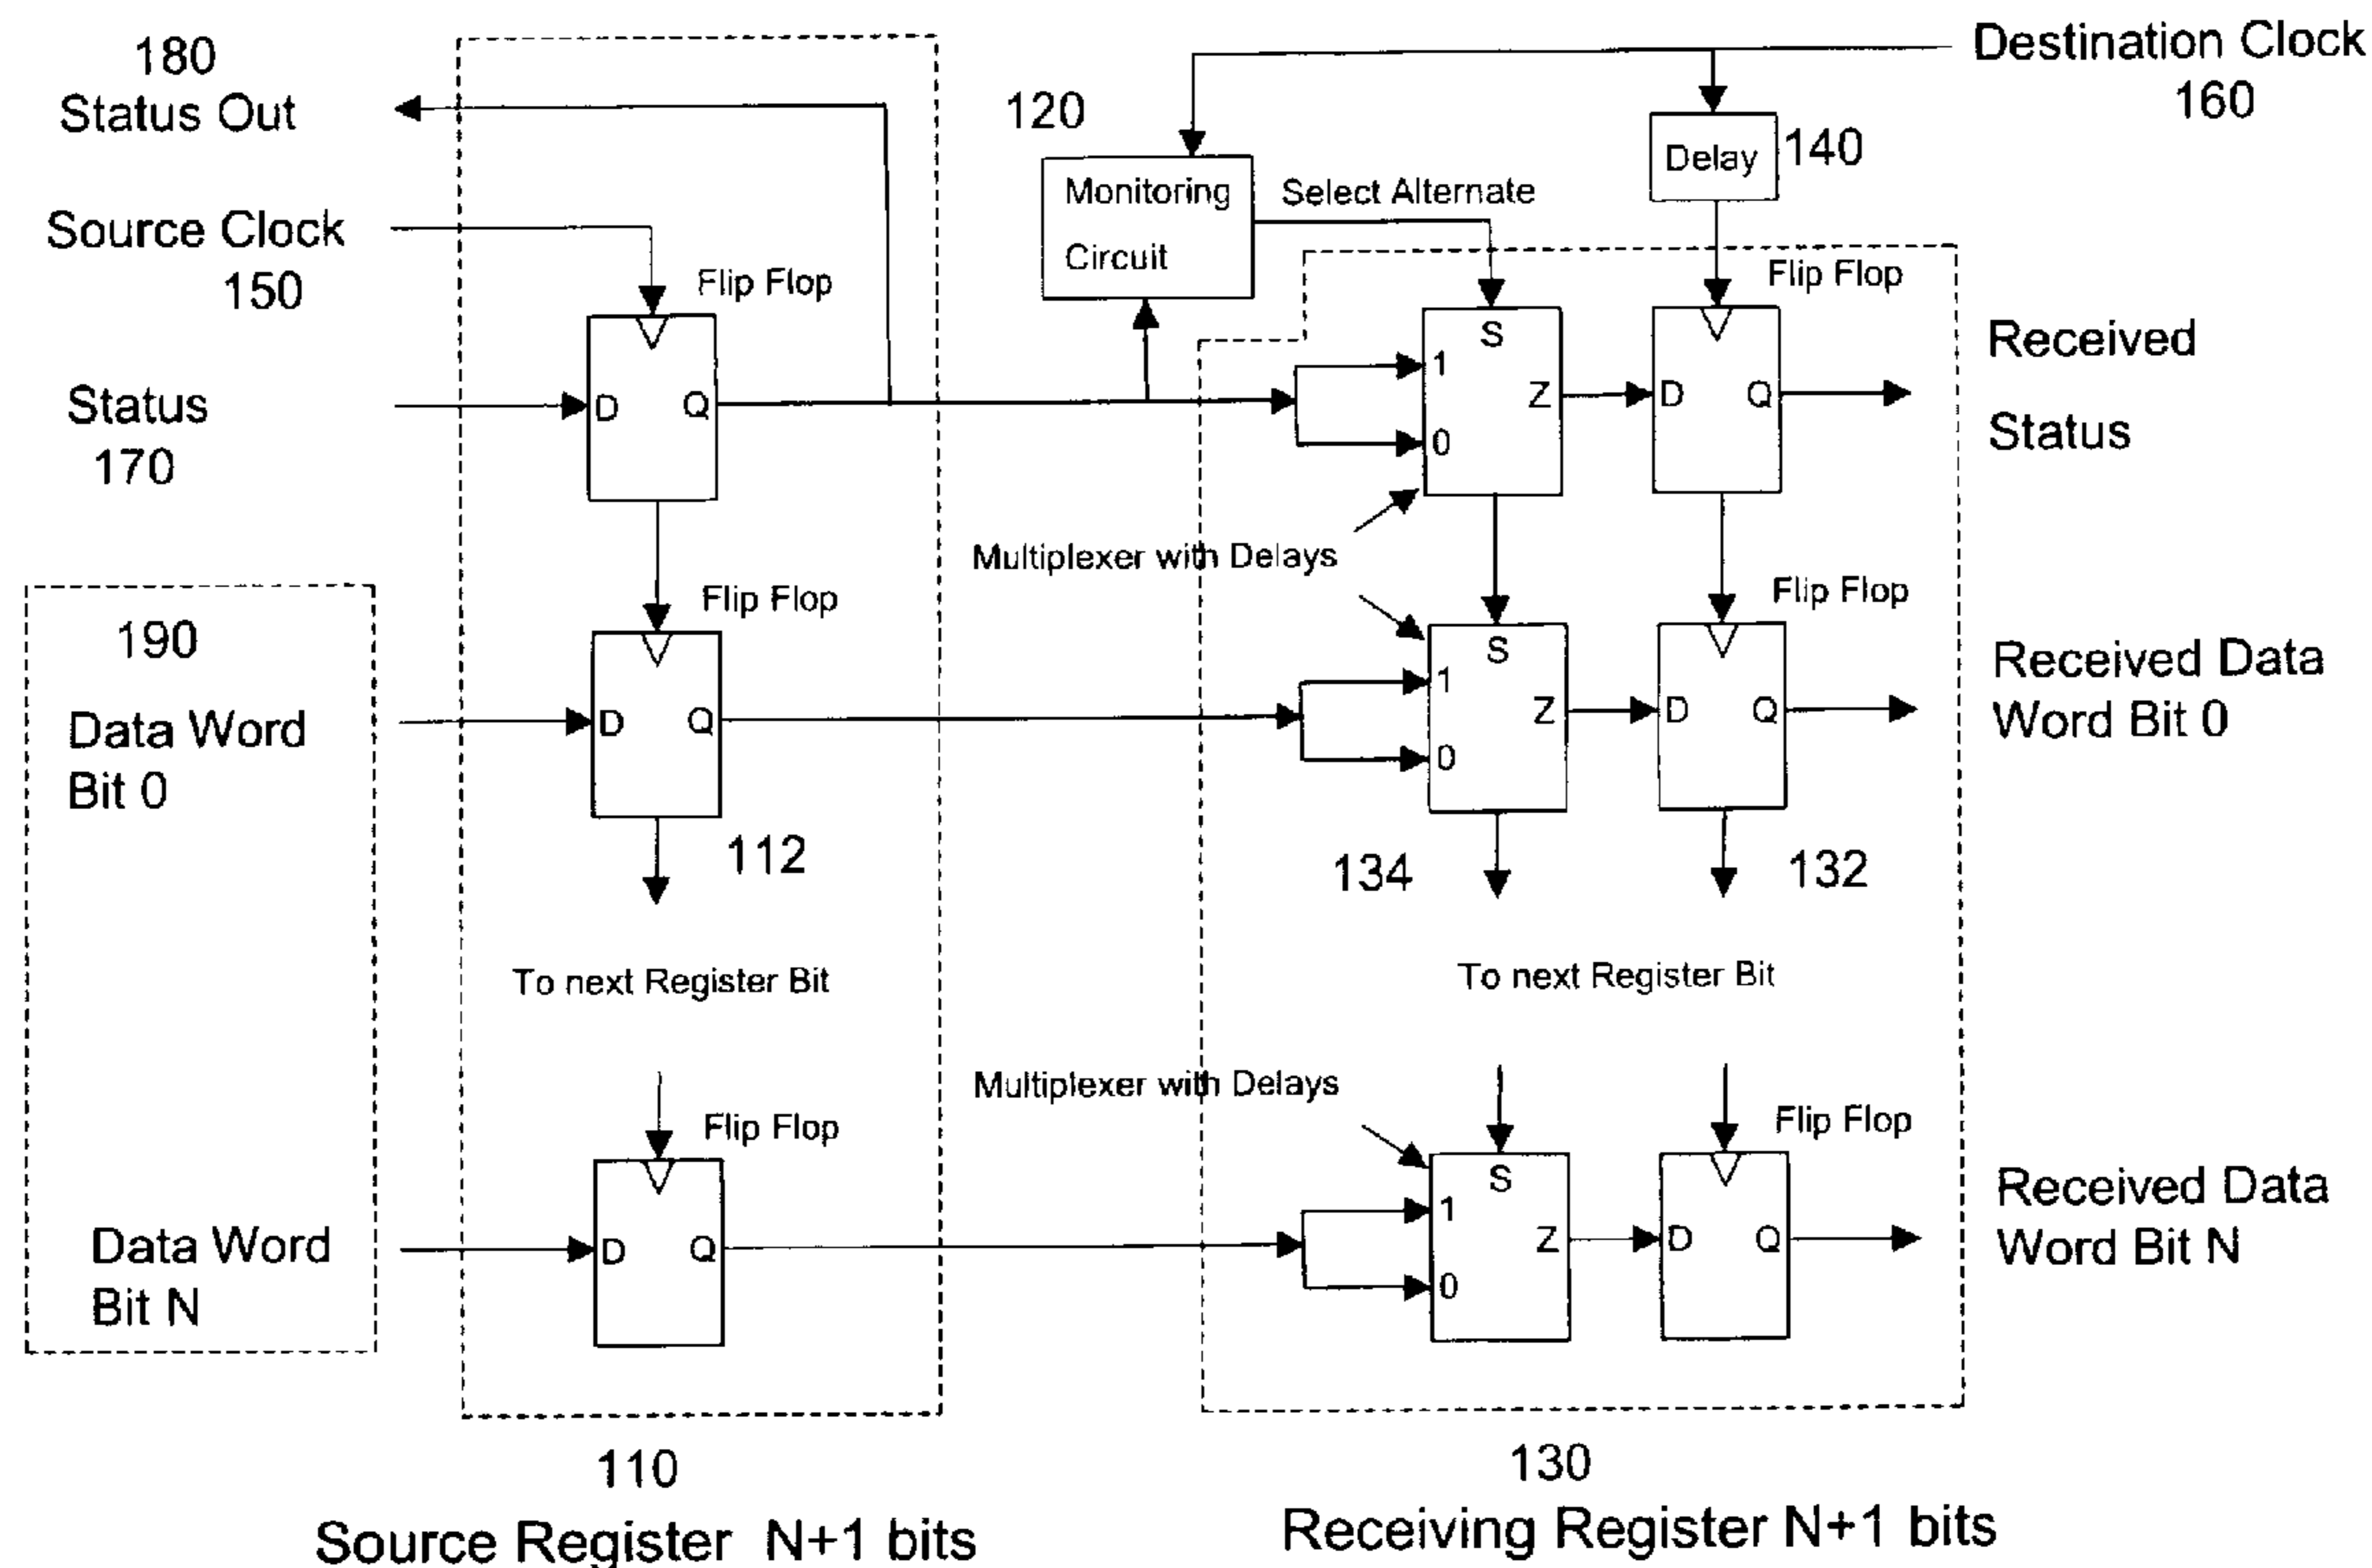 180
Status Out
Source Clock
150
Status
170
190
Data Word
Bit 0
Data Word
Bit N
Flip Flop
D Q
Flip Flop
D Q
112
To next Register Bit
Flip Flop
D Q
110
Source Register N+1 bits
Destination Clock
160
120
Monitoring
Circuit
Select Alternate
Delay
140
Flip Flop
S
1
Z
0
D Q
Received
Status
Multiplexer with Delays
Flip Flop
S
1
Z
0
D Q
Received Data
Word Bit 0
134
132
To next Register Bit
Multiplexer with Delays
Flip Flop
S
1
Z
0
D Q
Received Data
Word Bit N
130
Receiving Register N+1 bits